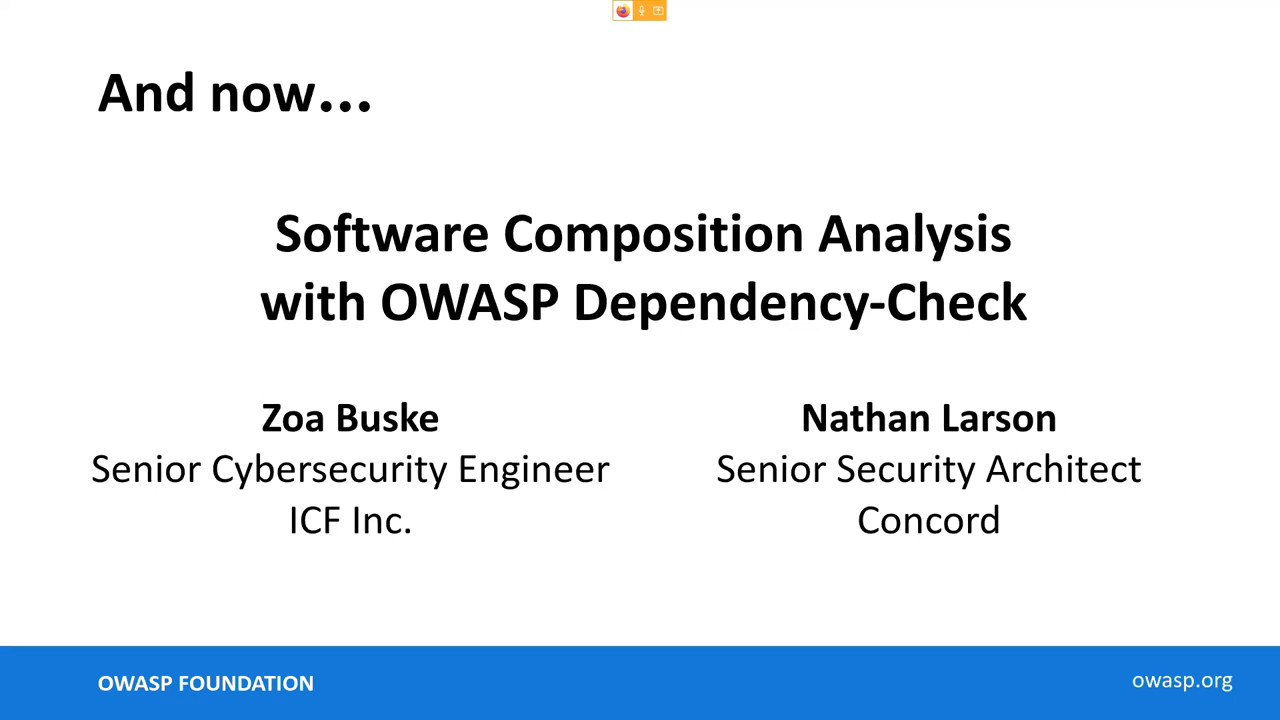 And now...
Software Composition Analysis
with OWASP Dependency-Check
Zoa Buske
Senior Cybersecurity Engineer
ICF Inc.
Nathan Larson
Senior Security Architect
Concord
OWASP FOUNDATION
owasp.org